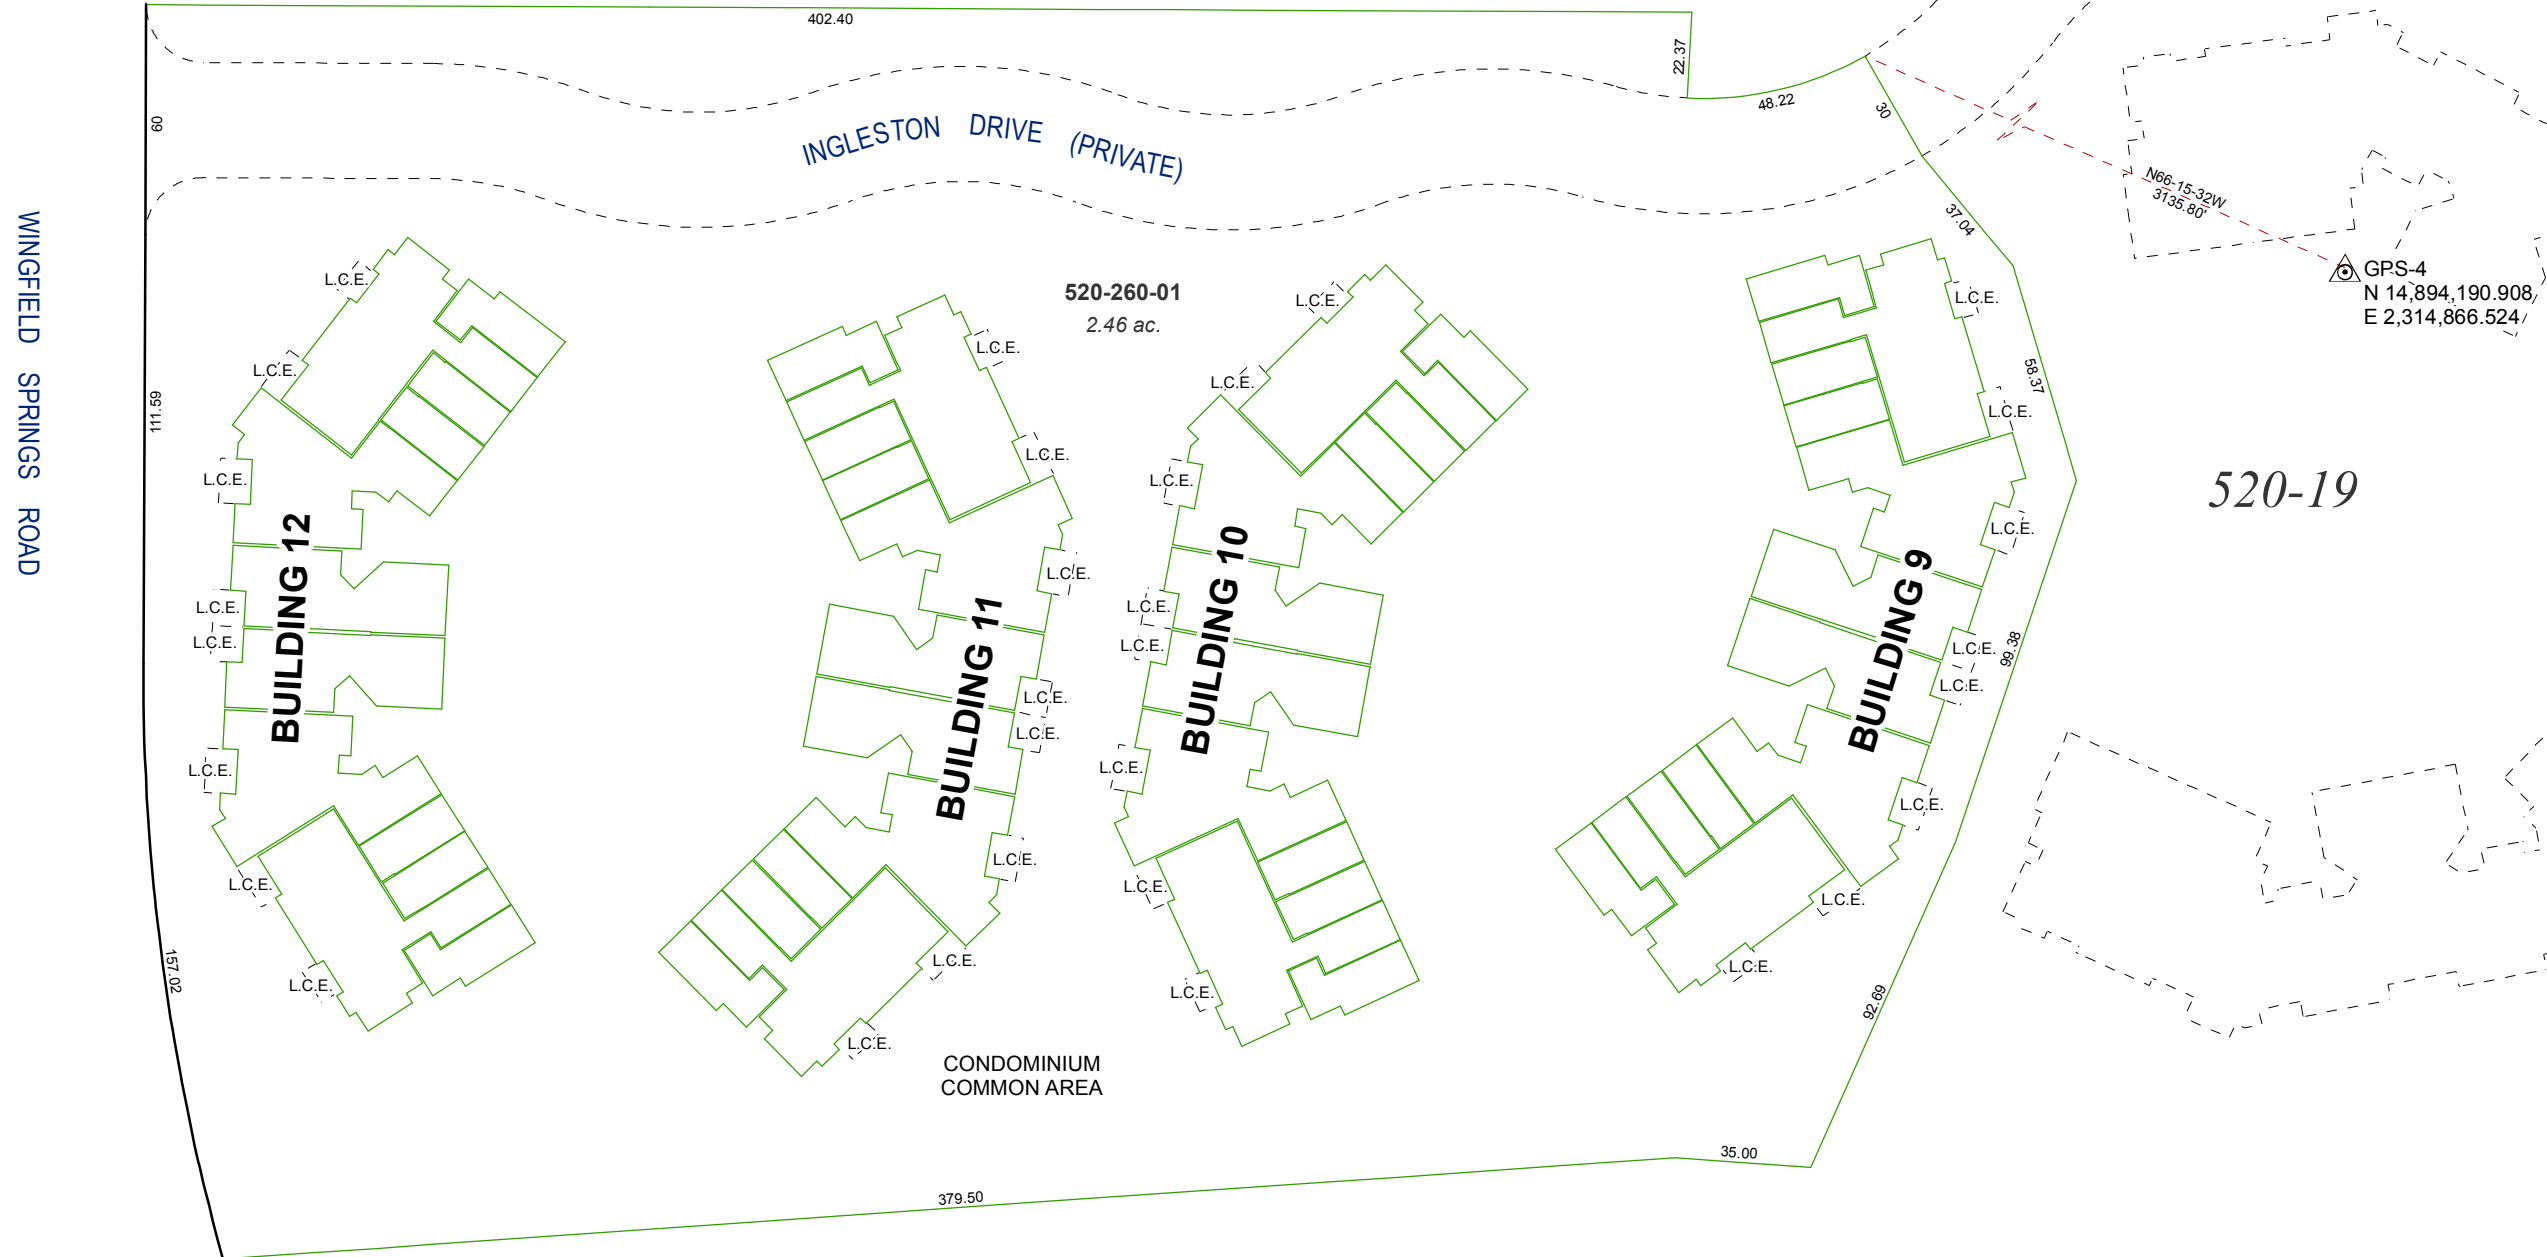 402.40
22.37
48.22
30
60
INGLESTON DRIVE (PRIVATE)
N66-15-32W
3135.80'
37.04
WINGFIELD SPRINGS ROAD
GPS-4
N 14,894,190.908
E 2,314,866.524
520-260-01
2.46 ac.
L.C.E.
L.C.E.
L.C.E.
L.C.E.
L.C.E.
L.C.E.
L.C.E.
L.C.E.
58.37
111.59
L.C.E.
L.C.E.
520-19
L.C.E.
L.C.E.
L.C.E.
L.C.E.
BUILDING 12
BUILDING 11
BUILDING 10
BUILDING 9
L.C.E.
L.C.E.
L.C.E.
L.C.E.
L.C.E.
L.C.E.
L.C.E.
L.C.E.
99.38
L.C.E.
L.C.E.
L.C.E.
L.C.E.
L.C.E.
L.C.E.
L.C.E.
L.C.E.
157.02
L.C.E.
L.C.E.
L.C.E.
L.C.E.
92.69
CONDOMINIUM
COMMON AREA
35.00
379.50